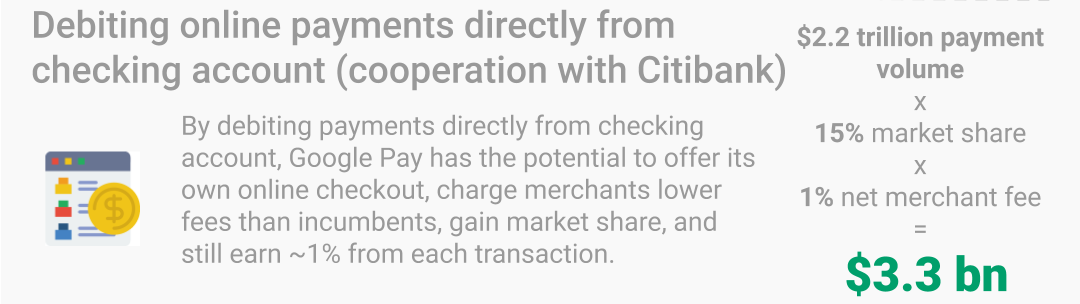 Debiting online payments directly from
checking account (cooperation with Citibank)
By debiting payments directly from checking
account, Google Pay has the potential to offer its
own online checkout, charge merchants lower
fees than incumbents, gain market share, and
still earn ~1% from each transaction.
$2.2 trillion payment
volume
x
15% market share
x
1% net merchant fee
=
$3.3 bn